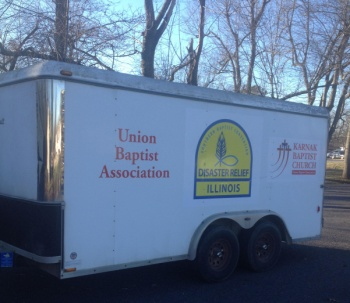 Union
Baptist
Association
DISASTER RELIEF
ILLINOIS
KARNAK
BAPTIST
CHURCH